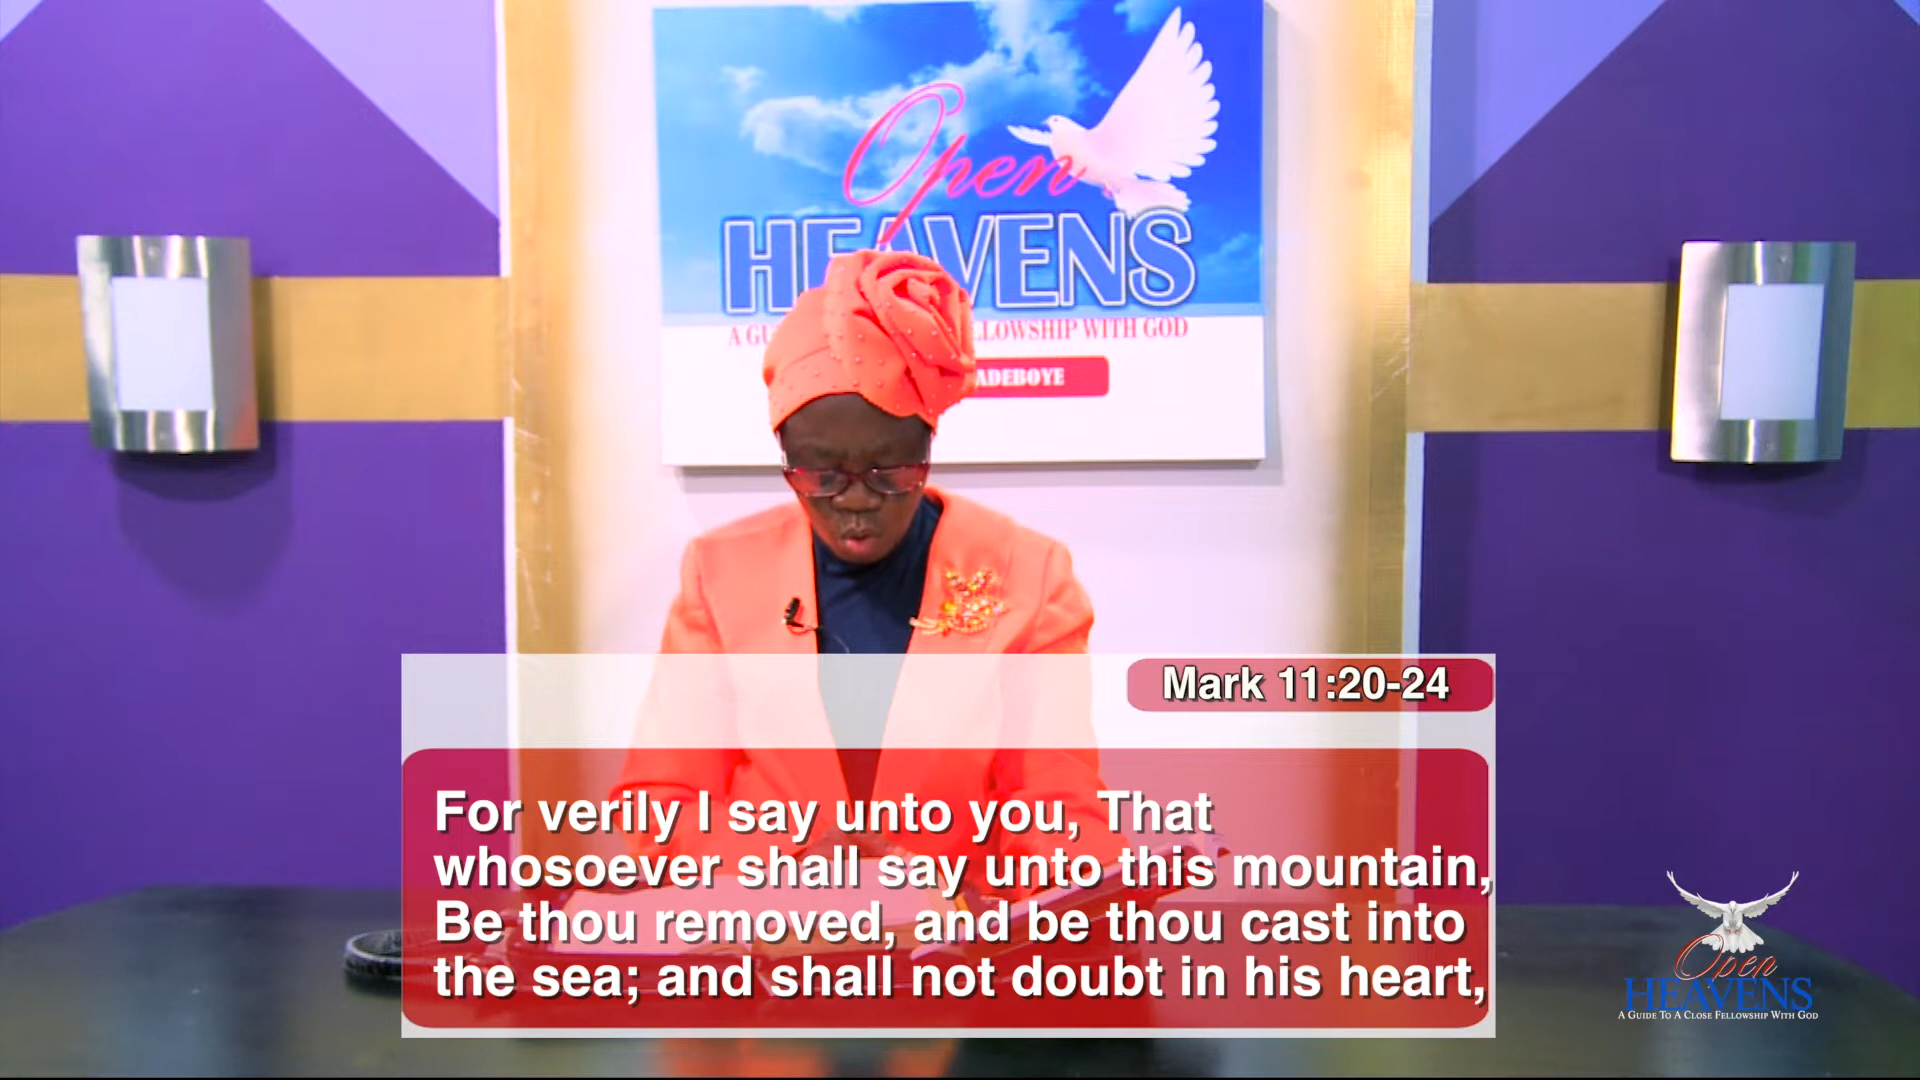 Open
HEAVENS
A GU LLOWSHIP WITH GOD
ADEBOYE
Mark 11:20-24
For verily I say unto you, That
whosoever shall say unto this mountain,
Be thou removed, and be thou cast into
the sea; and shall not doubt in his heart,
Open
HEAVENS
A GUIDE TO A CLOSE FELLOWSHIP WITH GOD